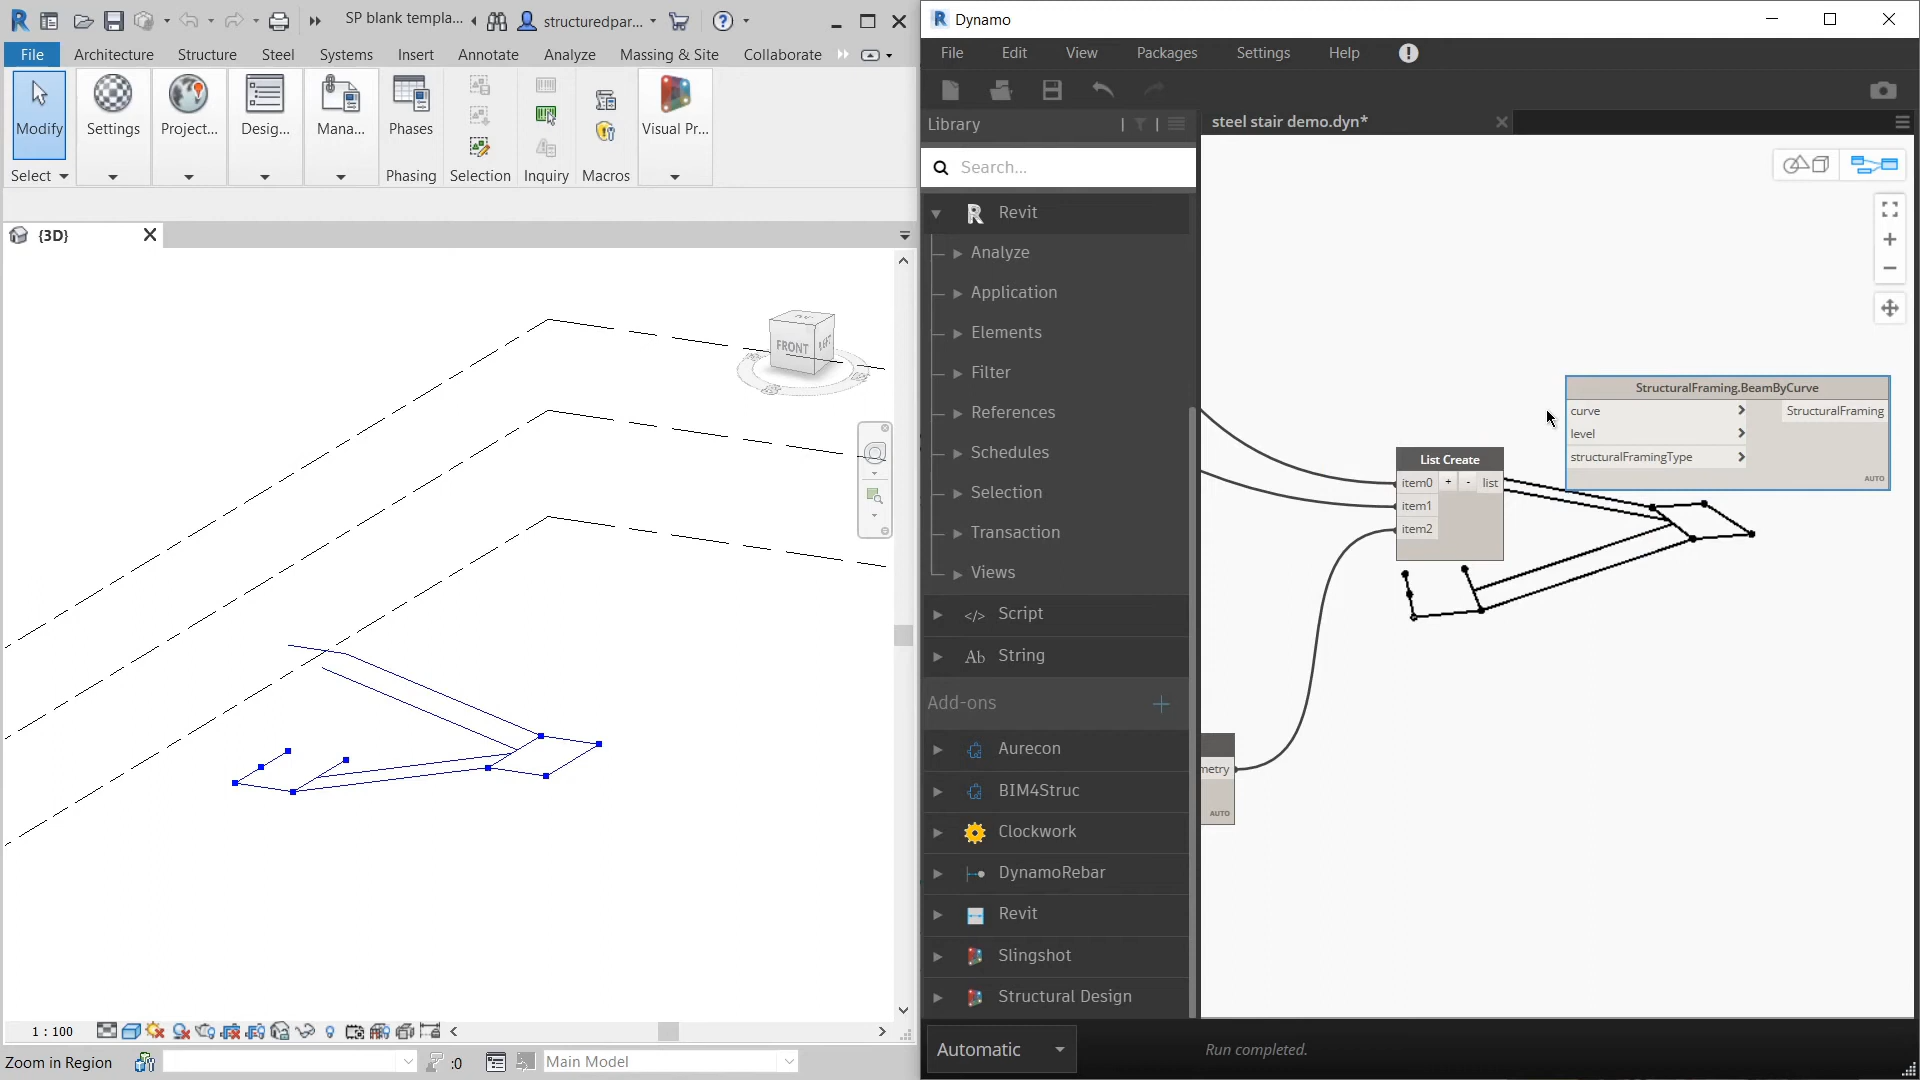 SP blank templa...
structuredpar...
File
Architecture
Structure
Steel
Systems
Insert
Annotate
Analyze
Massing & Site
Collaborate
Modify
Settings
Project...
Desig...
Mana...
Phases
Visual Pr...
Select
Phasing
Selection
Inquiry
Macros
{3D}
FRONT
LEFT
1 : 100
Zoom in Region
:0
Main Model
Dynamo
File
Edit
View
Packages
Settings
Help
Library
steel stair demo.dyn*
Search...
Revit
Analyze
Application
Elements
Filter
References
Schedules
Selection
Transaction
Views
Script
String
Add-ons
Aurecon
BIM4Struc
Clockwork
DynamoRebar
Revit
Slingshot
Structural Design
StructuralFraming.BeamByCurve
curve
StructuralFraming
level
structuralFramingType
AUTO
List Create
item0
+
-
list
item1
item2
metry
AUTO
Automatic
Run completed.